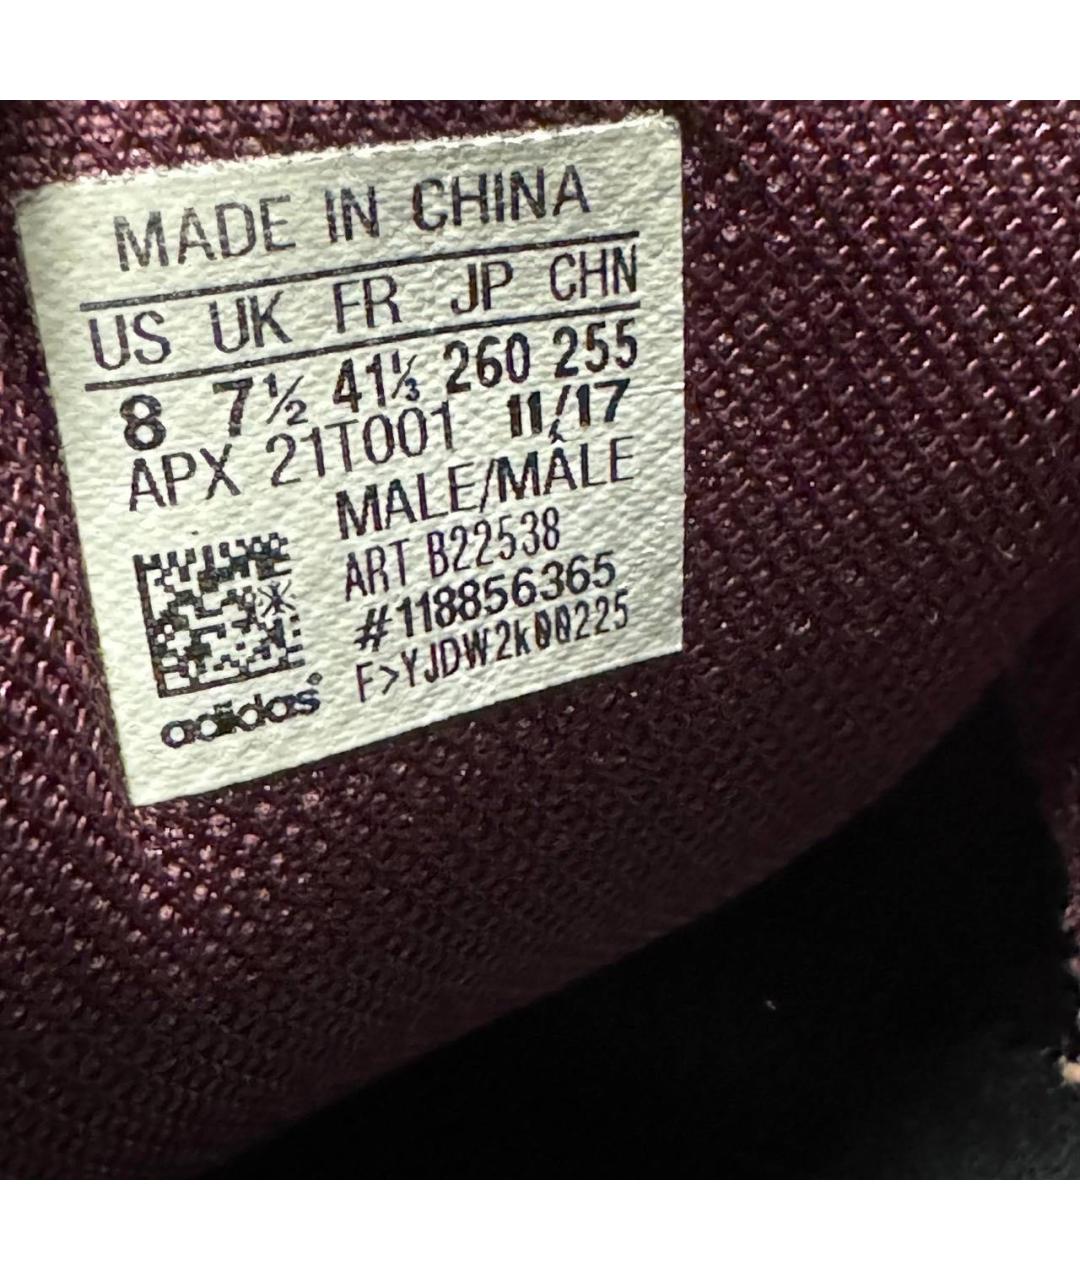 MADE IN CHINA
US UK FR JP CHN
8 7½ 41⅓ 260 255
APX 21T001 11/17
MALE/MÂLE
ART B22538
#118856365
F>YJDW2k00225
adidas®